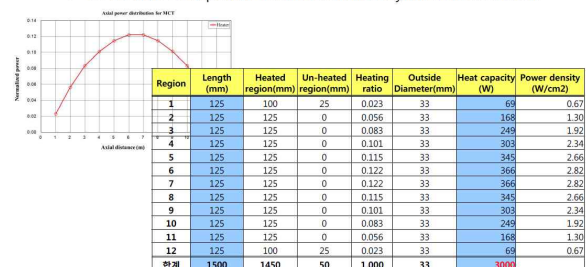 Axial power distribution for MCT
Heater
0.14
0.12
0.10
0.08
0.06
0.04
0.02
0.00
Normalized power
0 1 2 3 4 5 6 7 8 9 10
Axial distance (m)
Region Length (mm) Heated region(mm) Un-heated region(mm) Heating ratio Outside Diameter(mm) Heat capacity (W) Power density (W/cm2)
1 125 100 25 0.023 33 69 0.67
2 125 125 0 0.056 33 168 1.30
3 125 125 0 0.083 33 249 1.92
4 125 125 0 0.101 33 303 2.34
5 125 125 0 0.115 33 345 2.66
6 125 125 0 0.122 33 366 2.82
7 125 125 0 0.122 33 366 2.82
8 125 125 0 0.115 33 345 2.66
9 125 125 0 0.101 33 303 2.34
10 125 125 0 0.083 33 249 1.92
11 125 125 0 0.056 33 168 1.30
12 125 100 25 0.023 33 69 0.67
합계 1500 1450 50 1.000 33 3000